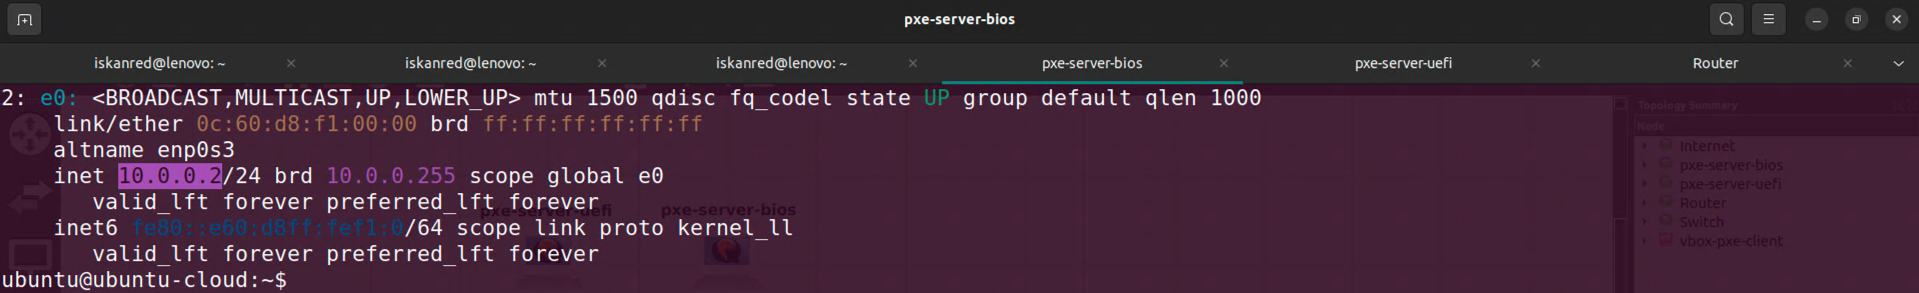 pxe-server-bios
iskanred@lenovo: ~
iskanred@lenovo: ~
iskanred@lenovo: ~
pxe-server-bios
pxe-server-uefi
Router
2: e0: <BROADCAST,MULTICAST,UP,LOWER_UP> mtu 1500 qdisc fq_codel state UP group default qlen 1000
link/ether 0c:60:d8:f1:00:00 brd ff:ff:ff:ff:ff:ff
altname enp0s3
inet 10.0.0.2/24 brd 10.0.0.255 scope global e0
valid_lft forever preferred_lft forever
inet6 fe80::e60:d8ff:fef1:0/64 scope link proto kernel_ll
valid_lft forever preferred_lft forever
ubuntu@ubuntu-cloud:~$
pxe-server-uefi
pxe-server-bios
Topology Summary
Node
Internet
pxe-server-bios
pxe-server-uefi
Router
Switch
vbox-pxe-client